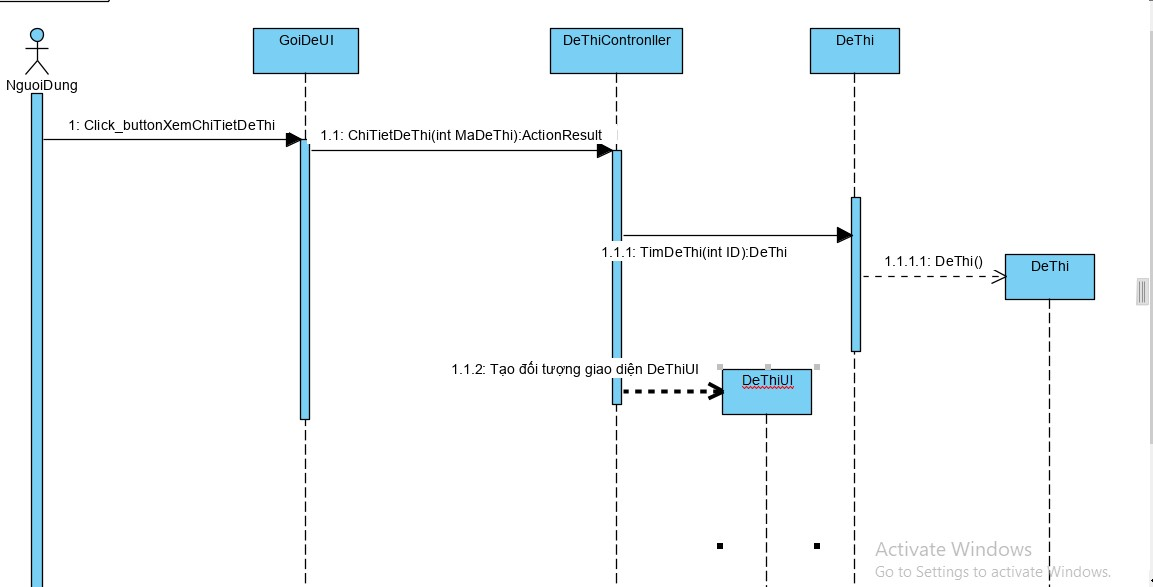 GoiDeUI
DeThiContronller
DeThi
NguoiDung
1: Click_buttonXemChiTietDeThi
1.1: ChiTietDeThi(int MaDeThi):ActionResult
1.1.1: TimDeThi(int ID):DeThi
1.1.1.1: DeThi()
DeThi
1.1.2: Tạo đối tượng giao diện DeThiUI
DeThiUI
Activate Windows
Go to Settings to activate Windows.